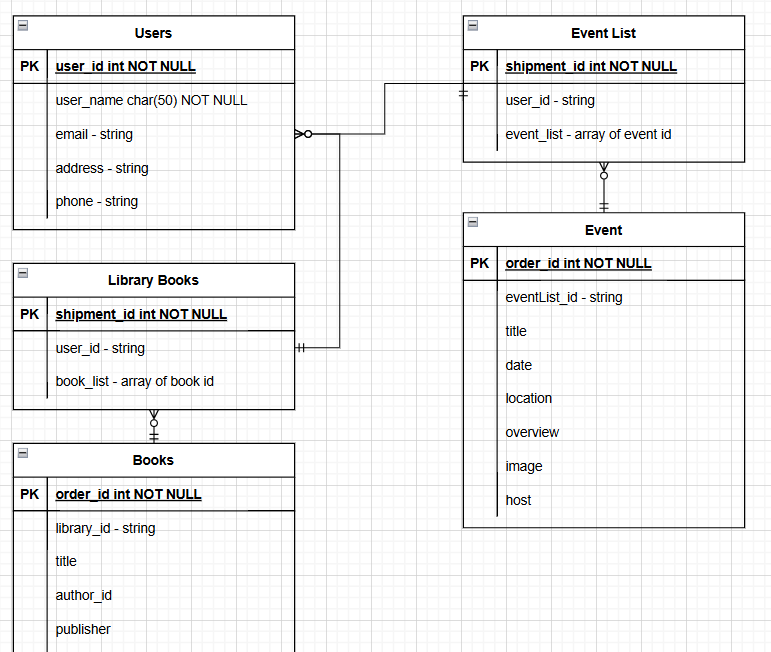 Users
PK user_id int NOT NULL
user_name char(50) NOT NULL
email - string
address - string
phone - string
Library Books
PK shipment_id int NOT NULL
user_id - string
book_list - array of book id
Books
PK order_id int NOT NULL
library_id - string
title
author_id
publisher
Event List
PK shipment_id int NOT NULL
user_id - string
event_list - array of event id
Event
PK order_id int NOT NULL
eventList_id - string
title
date
location
overview
image
host